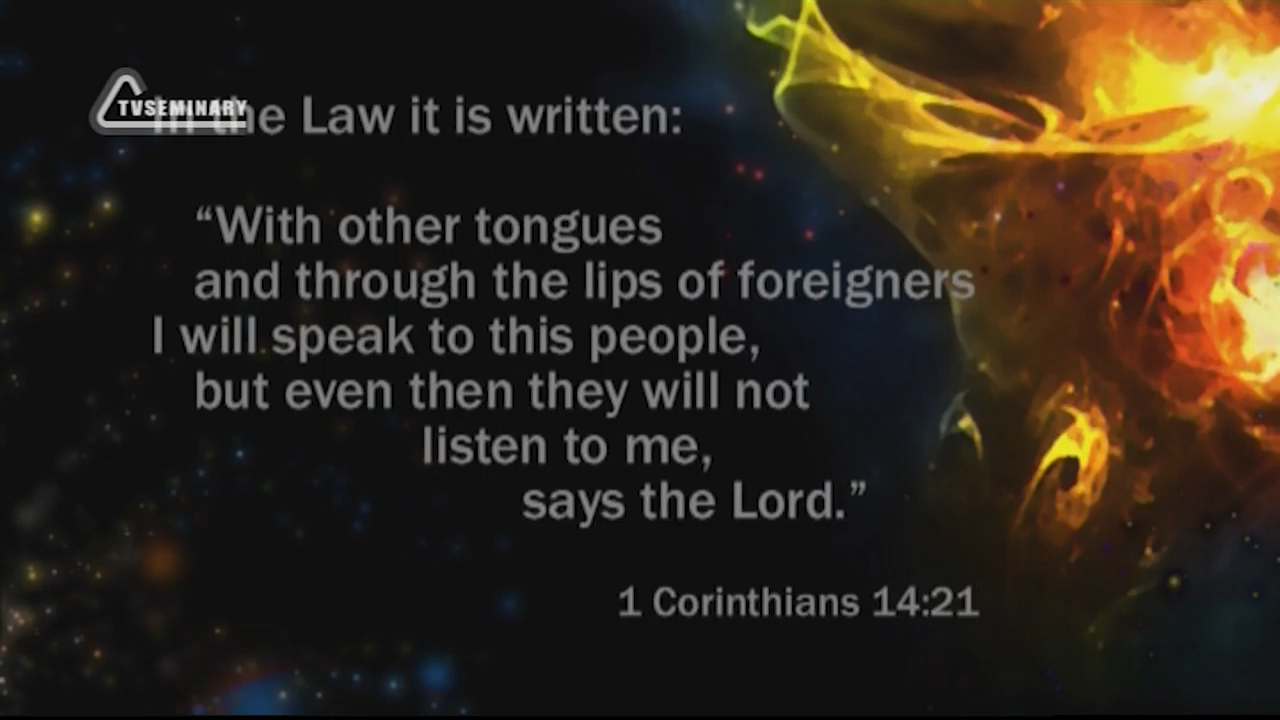 TVSEMINARY
In the Law it is written:
“With other tongues
and through the lips of foreigners
I will speak to this people,
but even then they will not
listen to me,
says the Lord.”
1 Corinthians 14:21